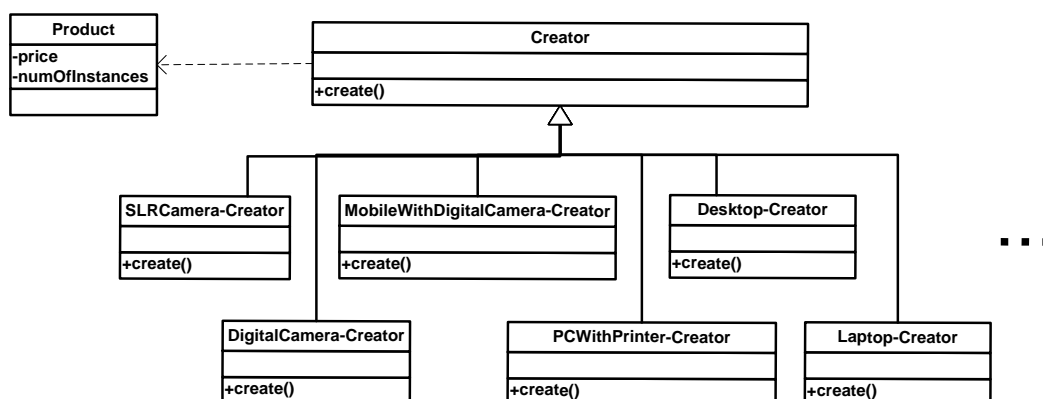 Product
-price
-numOfInstances
Creator
+create()
SLRCamera-Creator
+create()
MobileWithDigitalCamera-Creator
+create()
Desktop-Creator
+create()
...
DigitalCamera-Creator
+create()
PCWithPrinter-Creator
+create()
Laptop-Creator
+create()